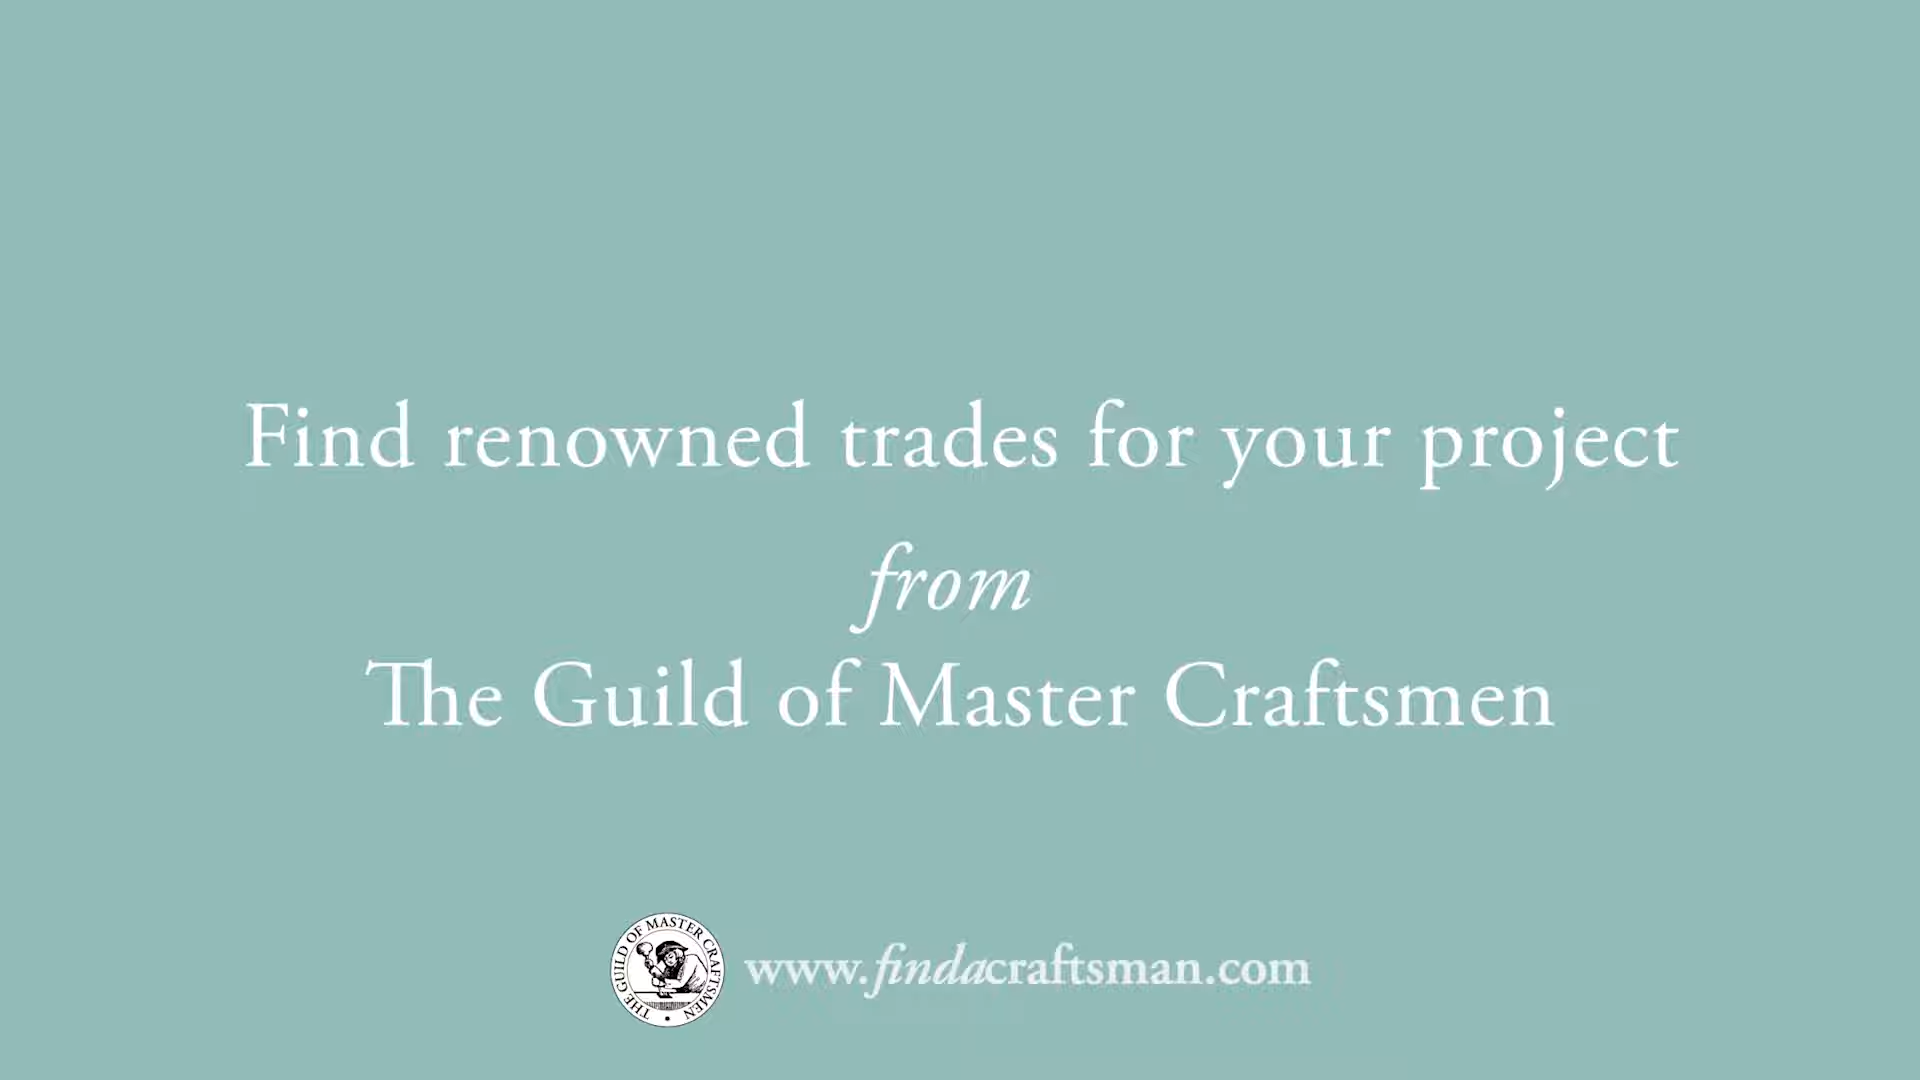 Find renowned trades for your project
from
The Guild of Master Craftsmen
THE GUILD OF MASTER CRAFTSMEN
www.findacraftsman.com